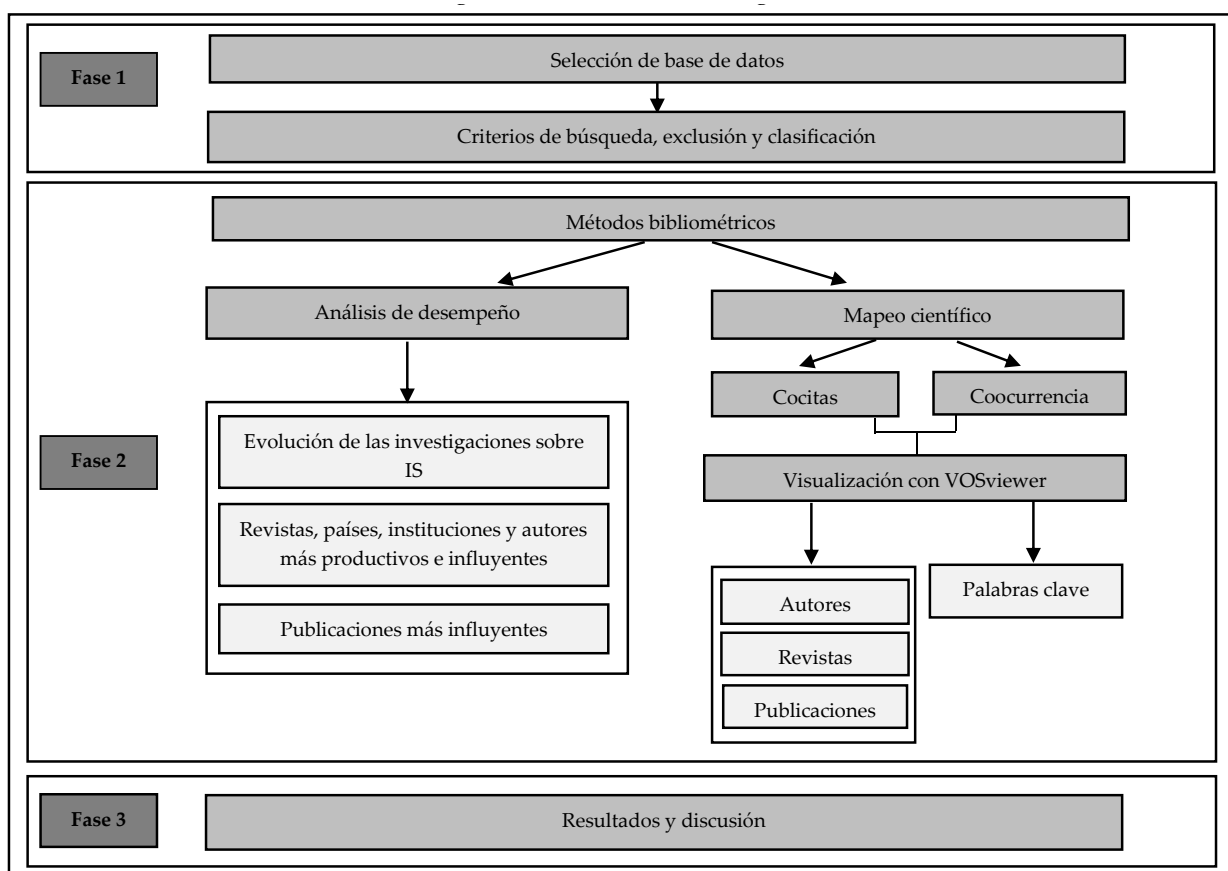 Fase 1
Selección de base de datos
Criterios de búsqueda, exclusión y clasificación
Fase 2
Métodos bibliométricos
Análisis de desempeño
Evolución de las investigaciones sobre
IS
Revistas, países, instituciones y autores
más productivos e influyentes
Publicaciones más influyentes
Mapeo científico
Cocitas
Coocurrencia
Visualización con VOSviewer
Autores
Revistas
Publicaciones
Palabras clave
Fase 3
Resultados y discusión